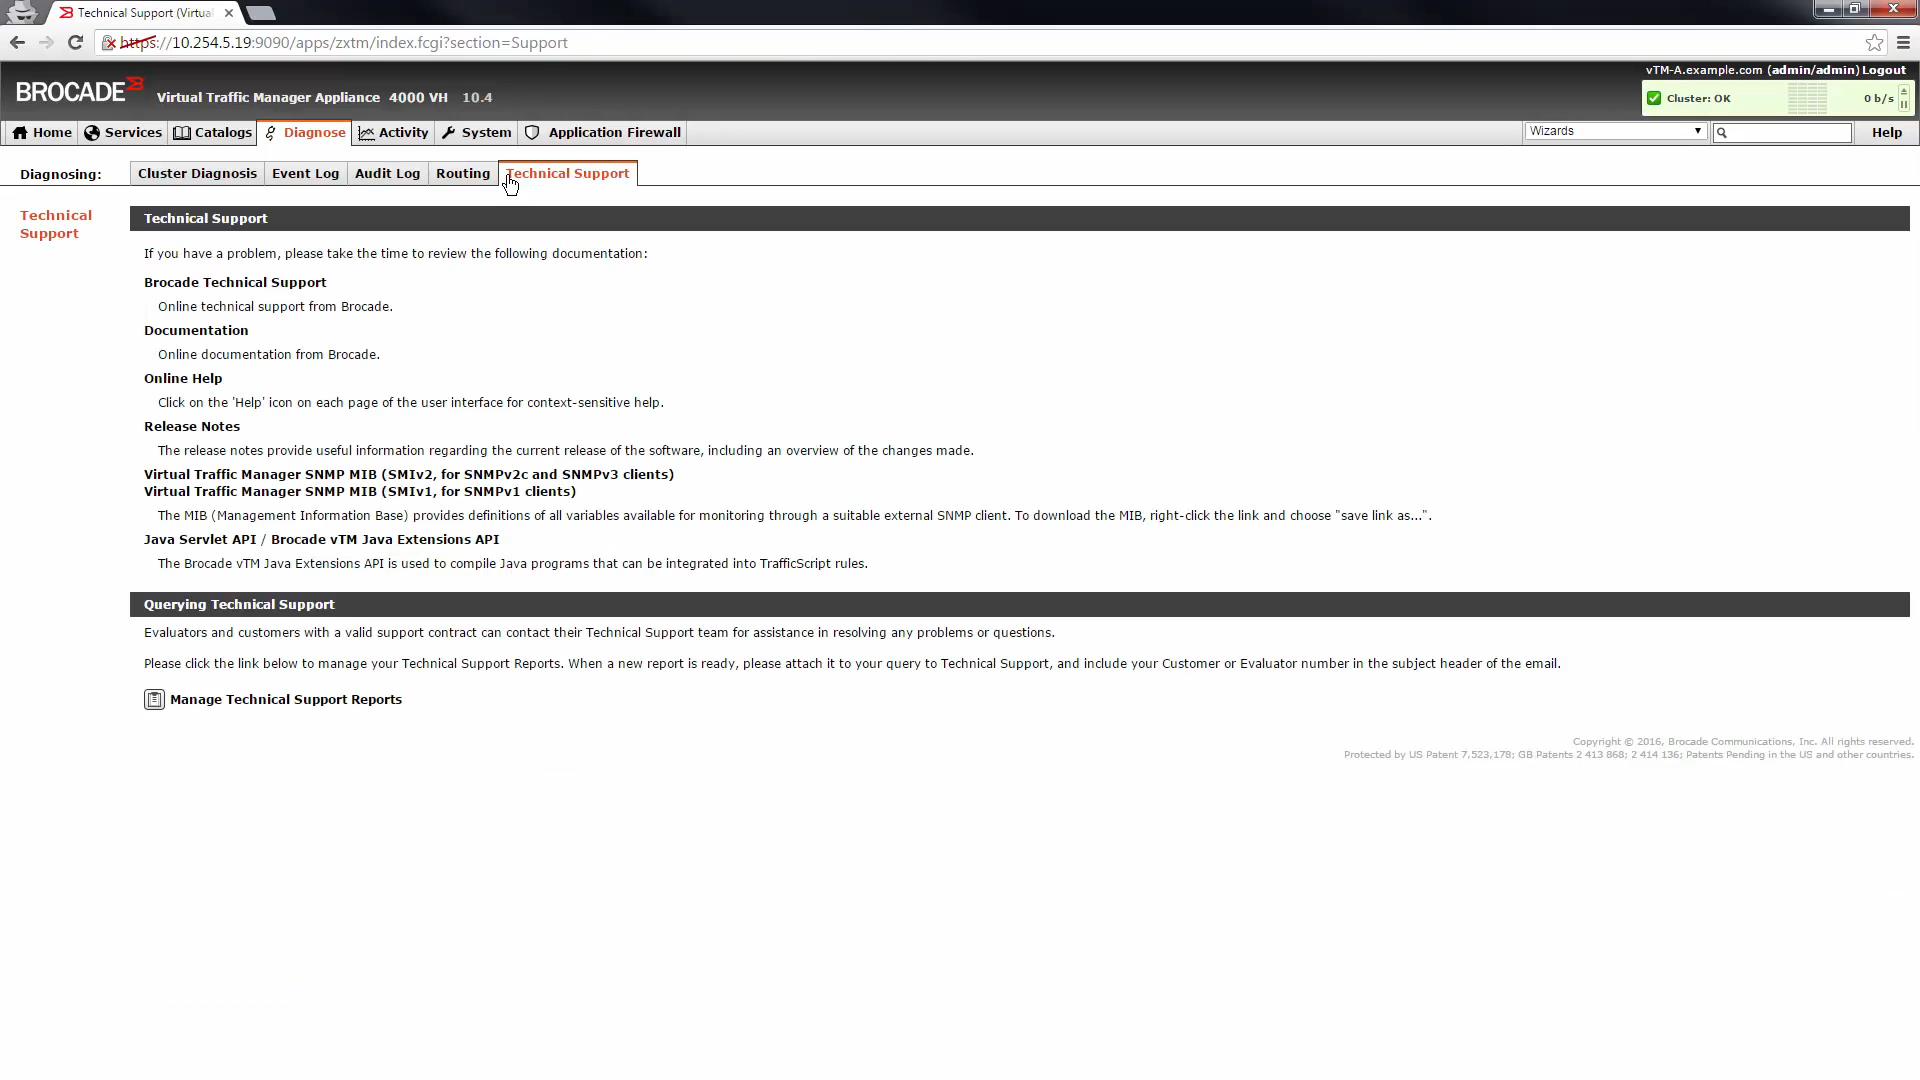 Technical Support (Virtua
https://10.254.5.19:9090/apps/zxtm/index.fcgi?section=Support
vTM-A.example.com (admin/admin) Logout
BROCADE
Virtual Traffic Manager Appliance 4000 VH 10.4
Cluster: OK
0 b/s
Home
Services
Catalogs
Diagnose
Activity
System
Application Firewall
Wizards
Help
Diagnosing:
Cluster Diagnosis
Event Log
Audit Log
Routing
Technical Support
Technical
Support
Technical Support
If you have a problem, please take the time to review the following documentation:
Brocade Technical Support
Online technical support from Brocade.
Documentation
Online documentation from Brocade.
Online Help
Click on the 'Help' icon on each page of the user interface for context-sensitive help.
Release Notes
The release notes provide useful information regarding the current release of the software, including an overview of the changes made.
Virtual Traffic Manager SNMP MIB (SMIv2, for SNMPv2c and SNMPv3 clients)
Virtual Traffic Manager SNMP MIB (SMIv1, for SNMPv1 clients)
The MIB (Management Information Base) provides definitions of all variables available for monitoring through a suitable external SNMP client. To download the MIB, right-click the link and choose "save link as...".
Java Servlet API / Brocade vTM Java Extensions API
The Brocade vTM Java Extensions API is used to compile Java programs that can be integrated into TrafficScript rules.
Querying Technical Support
Evaluators and customers with a valid support contract can contact their Technical Support team for assistance in resolving any problems or questions.
Please click the link below to manage your Technical Support Reports. When a new report is ready, please attach it to your query to Technical Support, and include your Customer or Evaluator number in the subject header of the email.
Manage Technical Support Reports
Copyright © 2016, Brocade Communications, Inc. All rights reserved.
Protected by US Patent 7,523,178; GB Patents 2 413 868; 2 414 136; Patents Pending in the US and other countries.